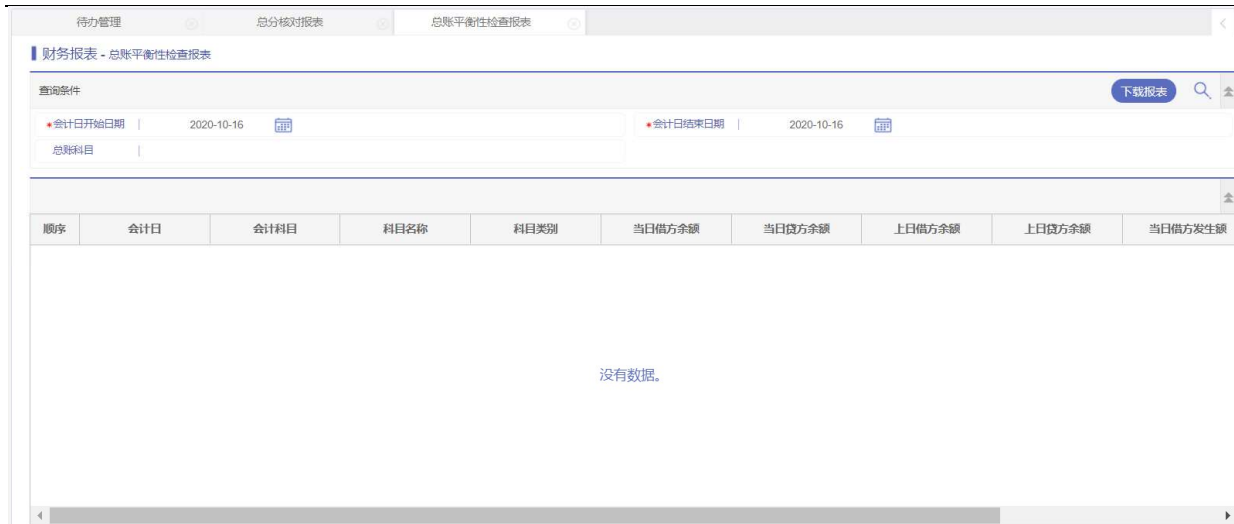 待办管理 总分核对报表 总账平衡性检查报表
财务报表 - 总账平衡性检查报表
查询条件 下载报表
*会计日开始日期 | 2020-10-16 *会计日结束日期 | 2020-10-16
总账科目 |
顺序 会计日 会计科目 科目名称 科目类别 当日借方余额 当日贷方余额 上日借方余额 上日贷方余额 当日借方发生额
没有数据。